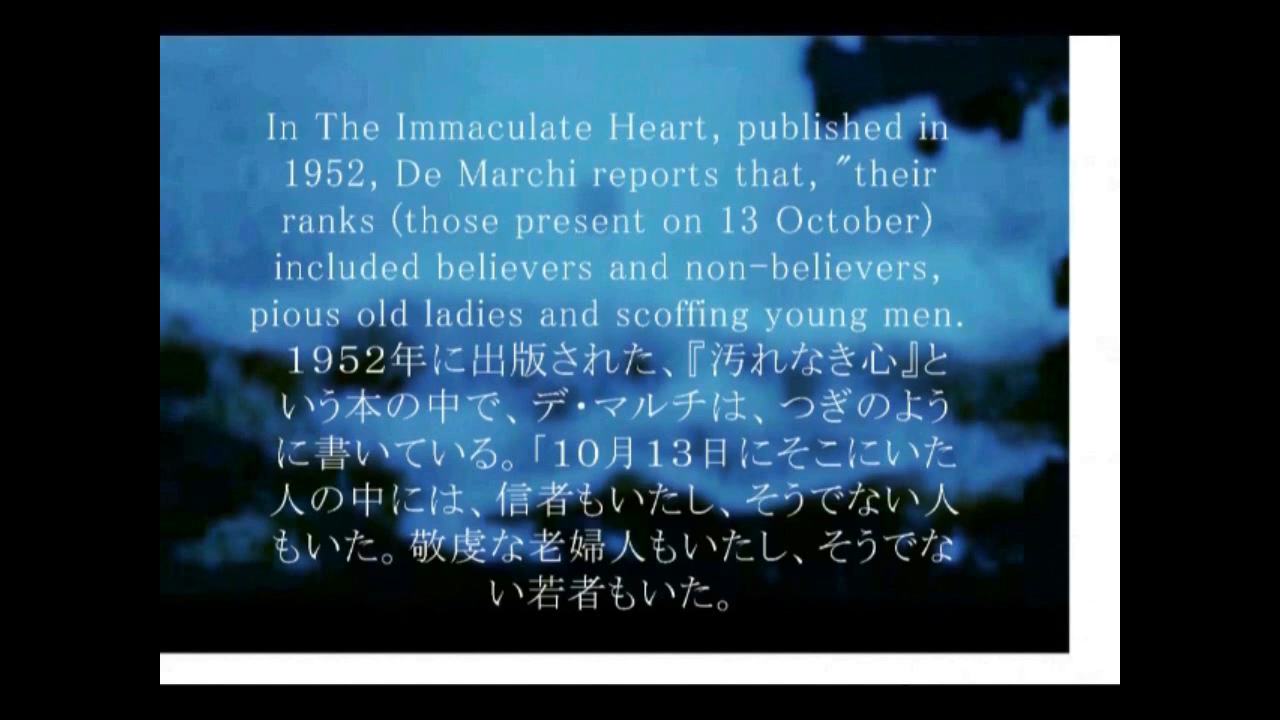 In The Immaculate Heart, published in
1952, De Marchi reports that, "their
ranks (those present on 13 October)
included believers and non-believers,
pious old ladies and scoffing young men.
1952年に出版された、『汚れなき心』と
いう本の中で、デ・マルチは、つぎのよう
に書いている。「10月13日にそこにいた
人の中には、信者もいたし、そうでない人
もいた。敬虔な老婦人もいたし、そうでな
い若者もいた。